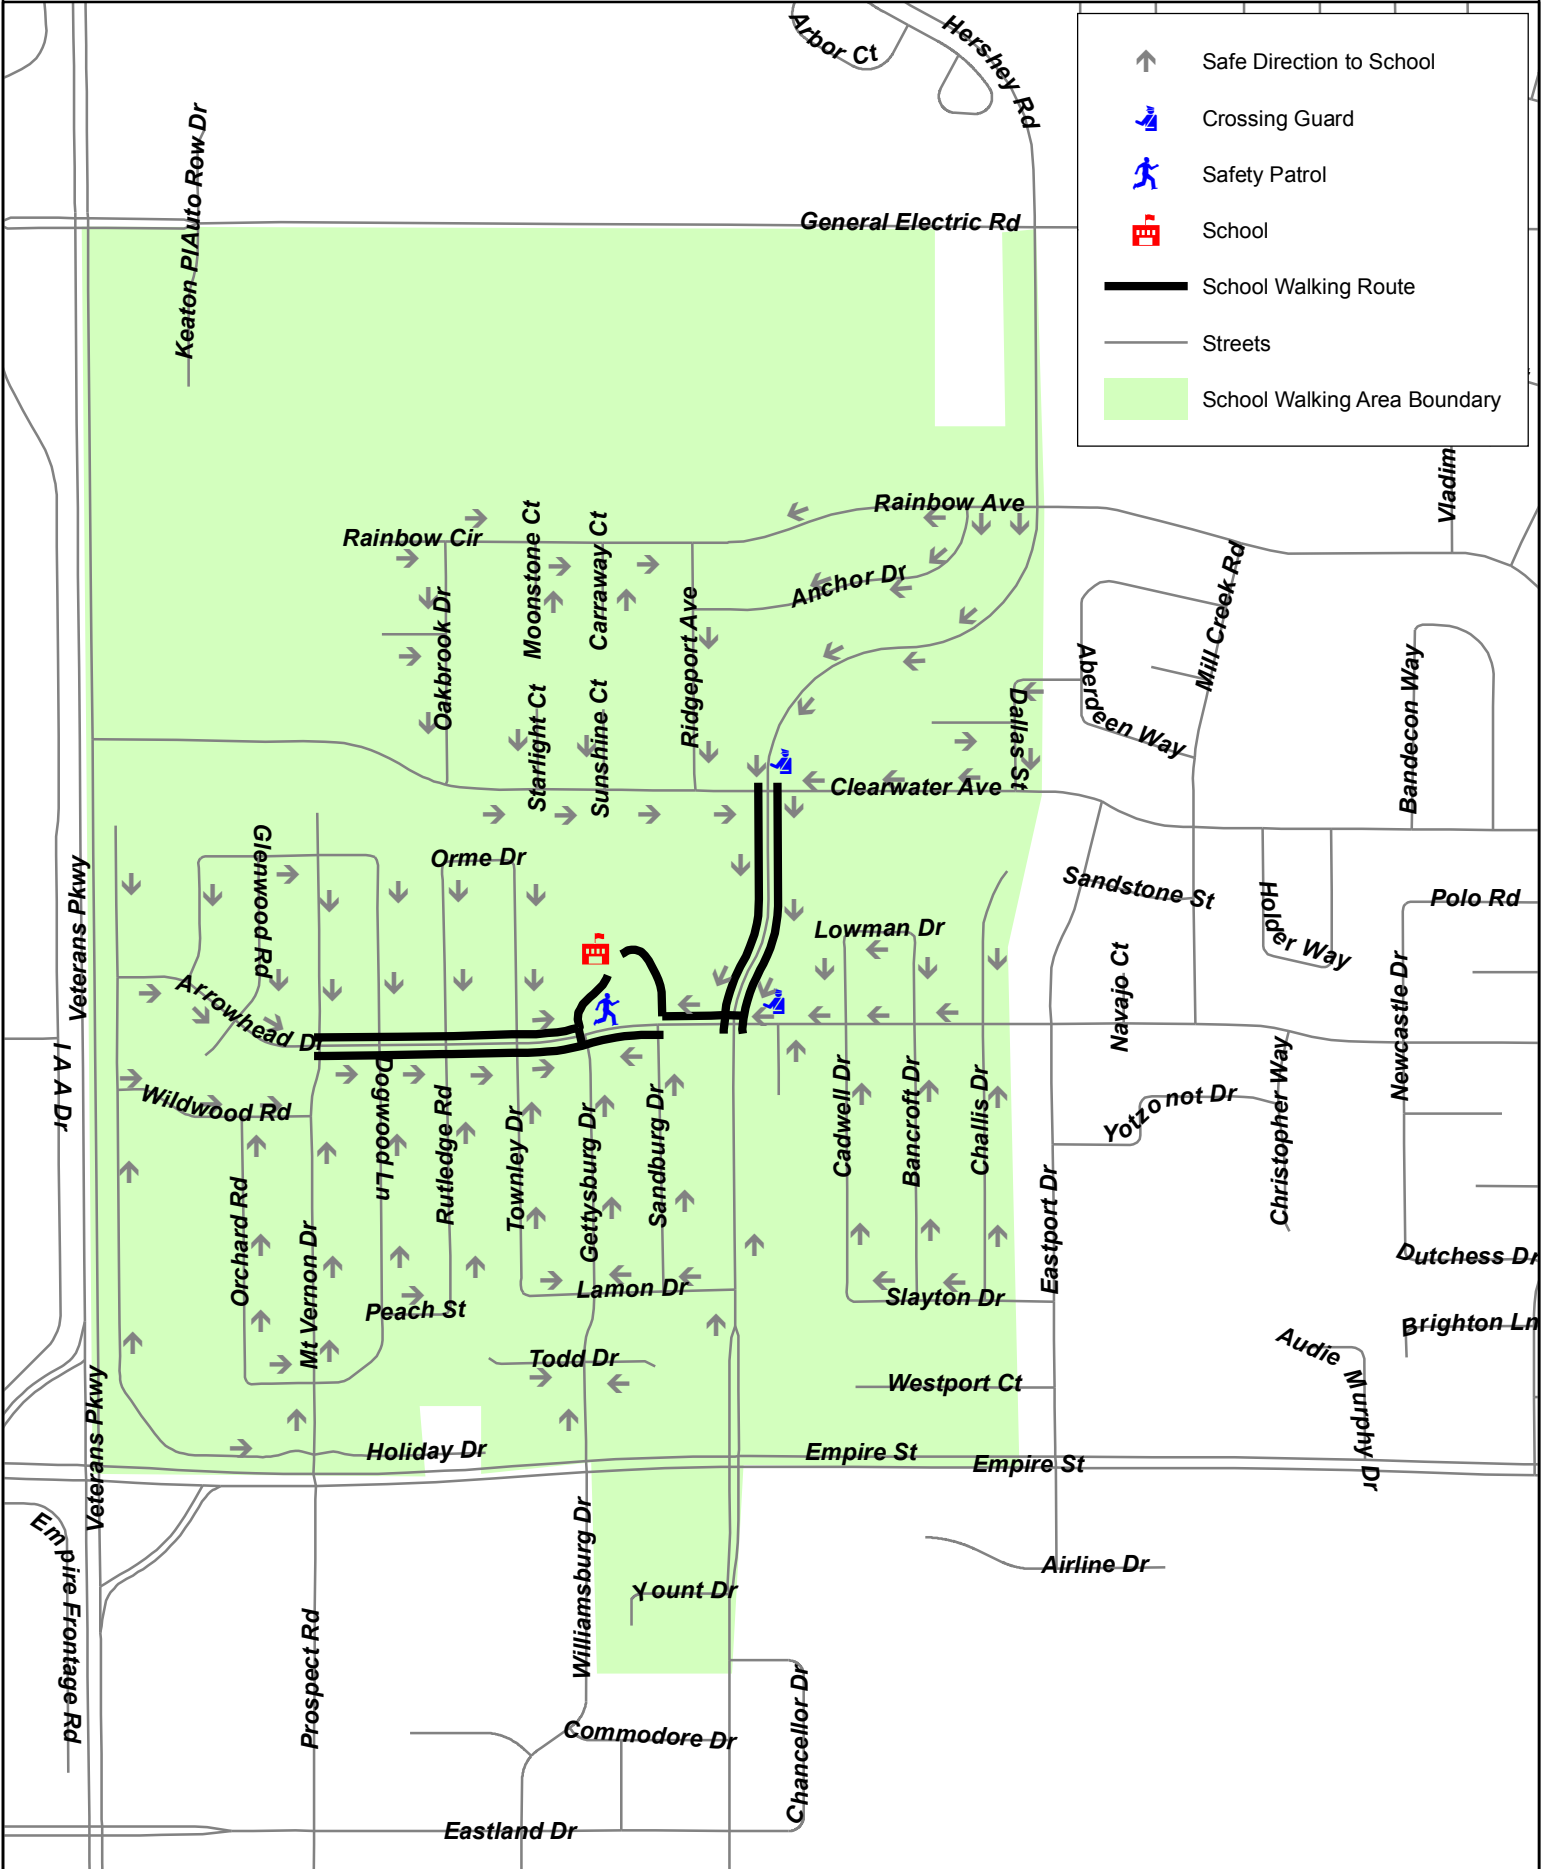 Arbor Ct
Hershey Rd
Safe Direction to School
Crossing Guard
Safety Patrol
School
School Walking Route
Streets
School Walking Area Boundary
Keaton Pl
Auto Row Dr
General Electric Rd
Vladim
Rainbow Ave
Rainbow Cir
Moonstone Ct
Carraway Ct
Anchor Dr
Oakbrook Dr
Ridgeport Ave
Mill Creek Rd
Aberdeen Way
Bandecon Way
Starlight Ct
Sunshine Ct
Dallas St
Clearwater Ave
Glenwood Rd
Orme Dr
Sandstone St
Holder Way
Polo Rd
Veterans Pkwy
Lowman Dr
Navajo Ct
Newcastle Dr
Arrowhead Dr
I A A Dr
Wildwood Rd
Dogwood Ln
Rutledge Rd
Townley Dr
Gettysburg Dr
Sandburg Dr
Cadwell Dr
Bancroft Dr
Challis Dr
Yotzonot Dr
Christopher Way
Orchard Rd
Mt Vernon Dr
Eastport Dr
Dutchess Dr
Peach St
Lamon Dr
Slayton Dr
Brighton Ln
Audie Murphy Dr
Todd Dr
Westport Ct
Veterans Pkwy
Holiday Dr
Empire St
Empire St
Empire Frontage Rd
Williamsburg Dr
Airline Dr
Yount Dr
Prospect Rd
Chancellor Dr
Commodore Dr
Eastland Dr